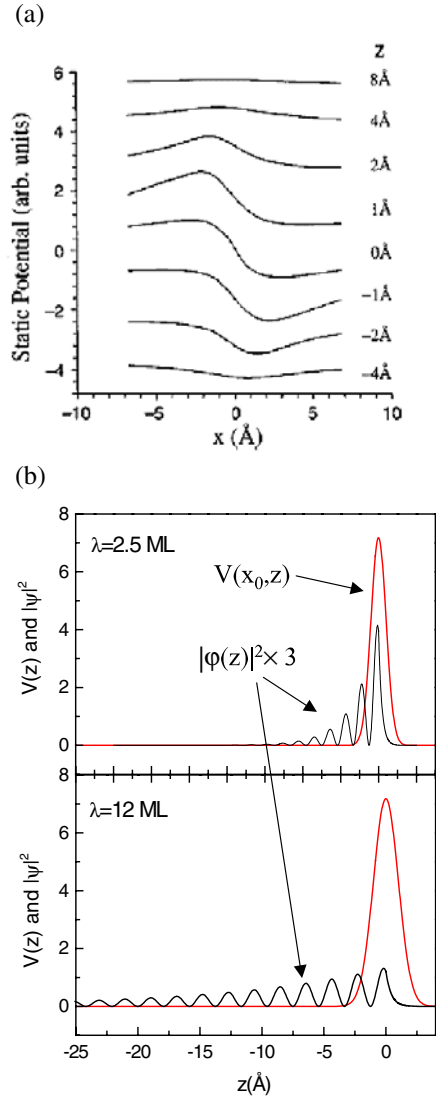 (a)
Z
6
8Å
4
4Å
2
2Å
1Å
0
0Å
−2
−1Å
−2Å
−4
−4Å
−10
−5
0
5
10
x (Å)
Static Potential (arb. units)
(b)
8
λ=2.5 ML
6
V(x₀,z)
4
|φ(z)|²× 3
2
0
V(z) and |ψ|²
8
λ=12 ML
6
4
2
0
V(z) and |ψ|²
-25
-20
-15
-10
-5
0
z(Å)